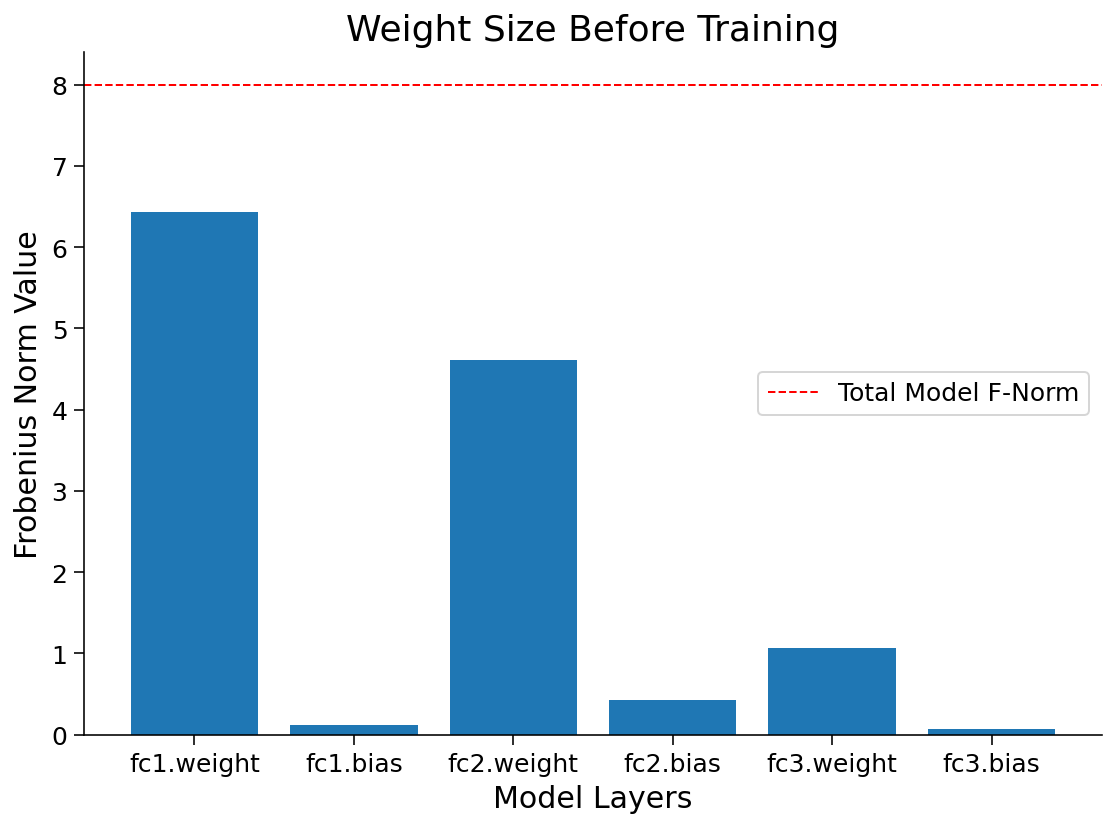 Weight Size Before Training
Frobenius Norm Value
8
7
6
5
4
3
2
1
0
Total Model F-Norm
fc1.weight
fc1.bias
fc2.weight
fc2.bias
fc3.weight
fc3.bias
Model Layers